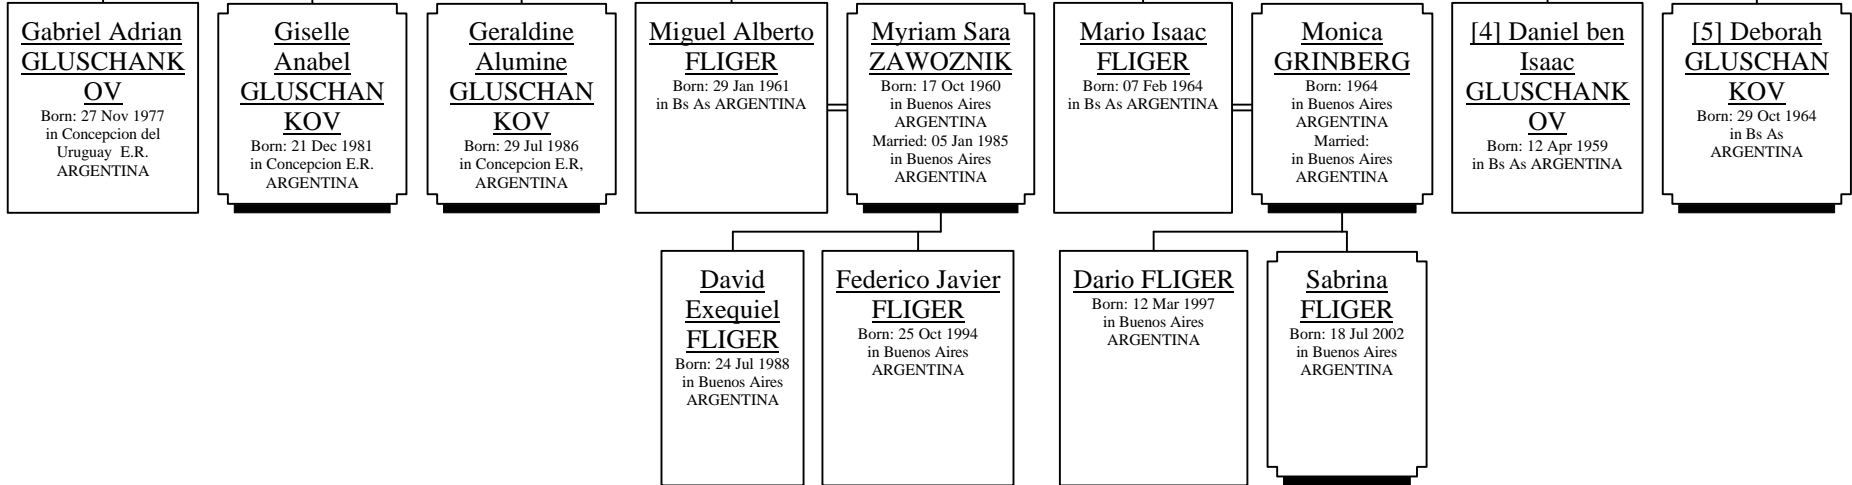 Gabriel Adrian
GLUSCHANK
OV
Born: 27 Nov 1977
in Concepcion del
Uruguay E.R.
ARGENTINA
Giselle
Anabel
GLUSCHAN
KOV
Born: 21 Dec 1981
in Concepcion E.R.
ARGENTINA
Geraldine
Alumine
GLUSCHAN
KOV
Born: 29 Jul 1986
in Concepcion E.R,
ARGENTINA
Miguel Alberto
FLIGER
Born: 29 Jan 1961
in Bs As ARGENTINA
Myriam Sara
ZAWOZNIK
Born: 17 Oct 1960
in Buenos Aires
ARGENTINA
Married: 05 Jan 1985
in Buenos Aires
ARGENTINA
Mario Isaac
FLIGER
Born: 07 Feb 1964
in Bs As ARGENTINA
Monica
GRINBERG
Born: 1964
in Buenos Aires
ARGENTINA
Married:
in Buenos Aires
ARGENTINA
[4] Daniel ben
Isaac
GLUSCHANK
OV
Born: 12 Apr 1959
in Bs As ARGENTINA
[5] Deborah
GLUSCHAN
KOV
Born: 29 Oct 1964
in Bs As
ARGENTINA
David
Exequiel
FLIGER
Born: 24 Jul 1988
in Buenos Aires
ARGENTINA
Federico Javier
FLIGER
Born: 25 Oct 1994
in Buenos Aires
ARGENTINA
Dario FLIGER
Born: 12 Mar 1997
in Buenos Aires
ARGENTINA
Sabrina
FLIGER
Born: 18 Jul 2002
in Buenos Aires
ARGENTINA